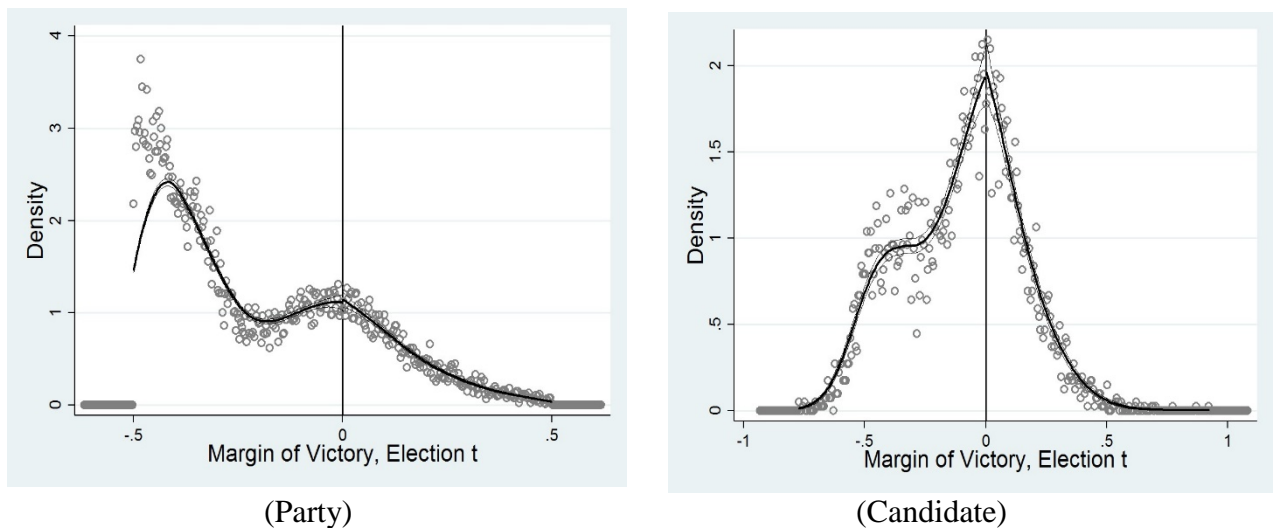 4
3
2
1
0
Density
-.5 0 .5
Margin of Victory, Election t
(Party)
2
1.5
1
.5
0
Density
-1 -.5 0 .5 1
Margin of Victory, Election t
(Candidate)